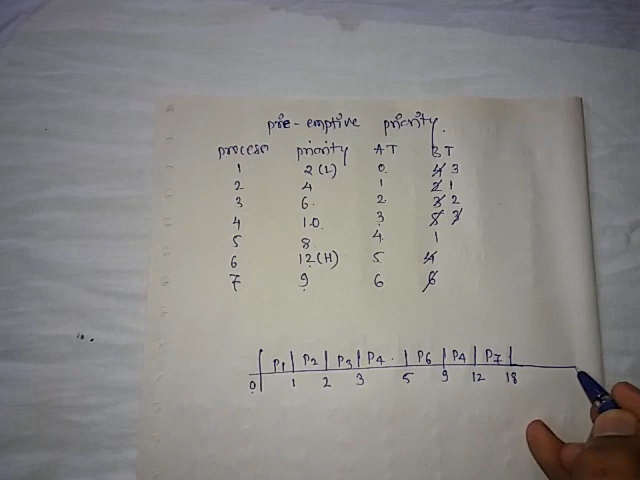 pre-emptive priority.
process priority AT BT
1 2(L) 0 4 3
2 4 1 2 1
3 6 2 3 2
4 10 3 5 3
5 8 4 1
6 12(H) 5 4
7 9 6 6
P1 P2 P3 P4 P6 P4 P7
0 1 2 3 5 9 12 18